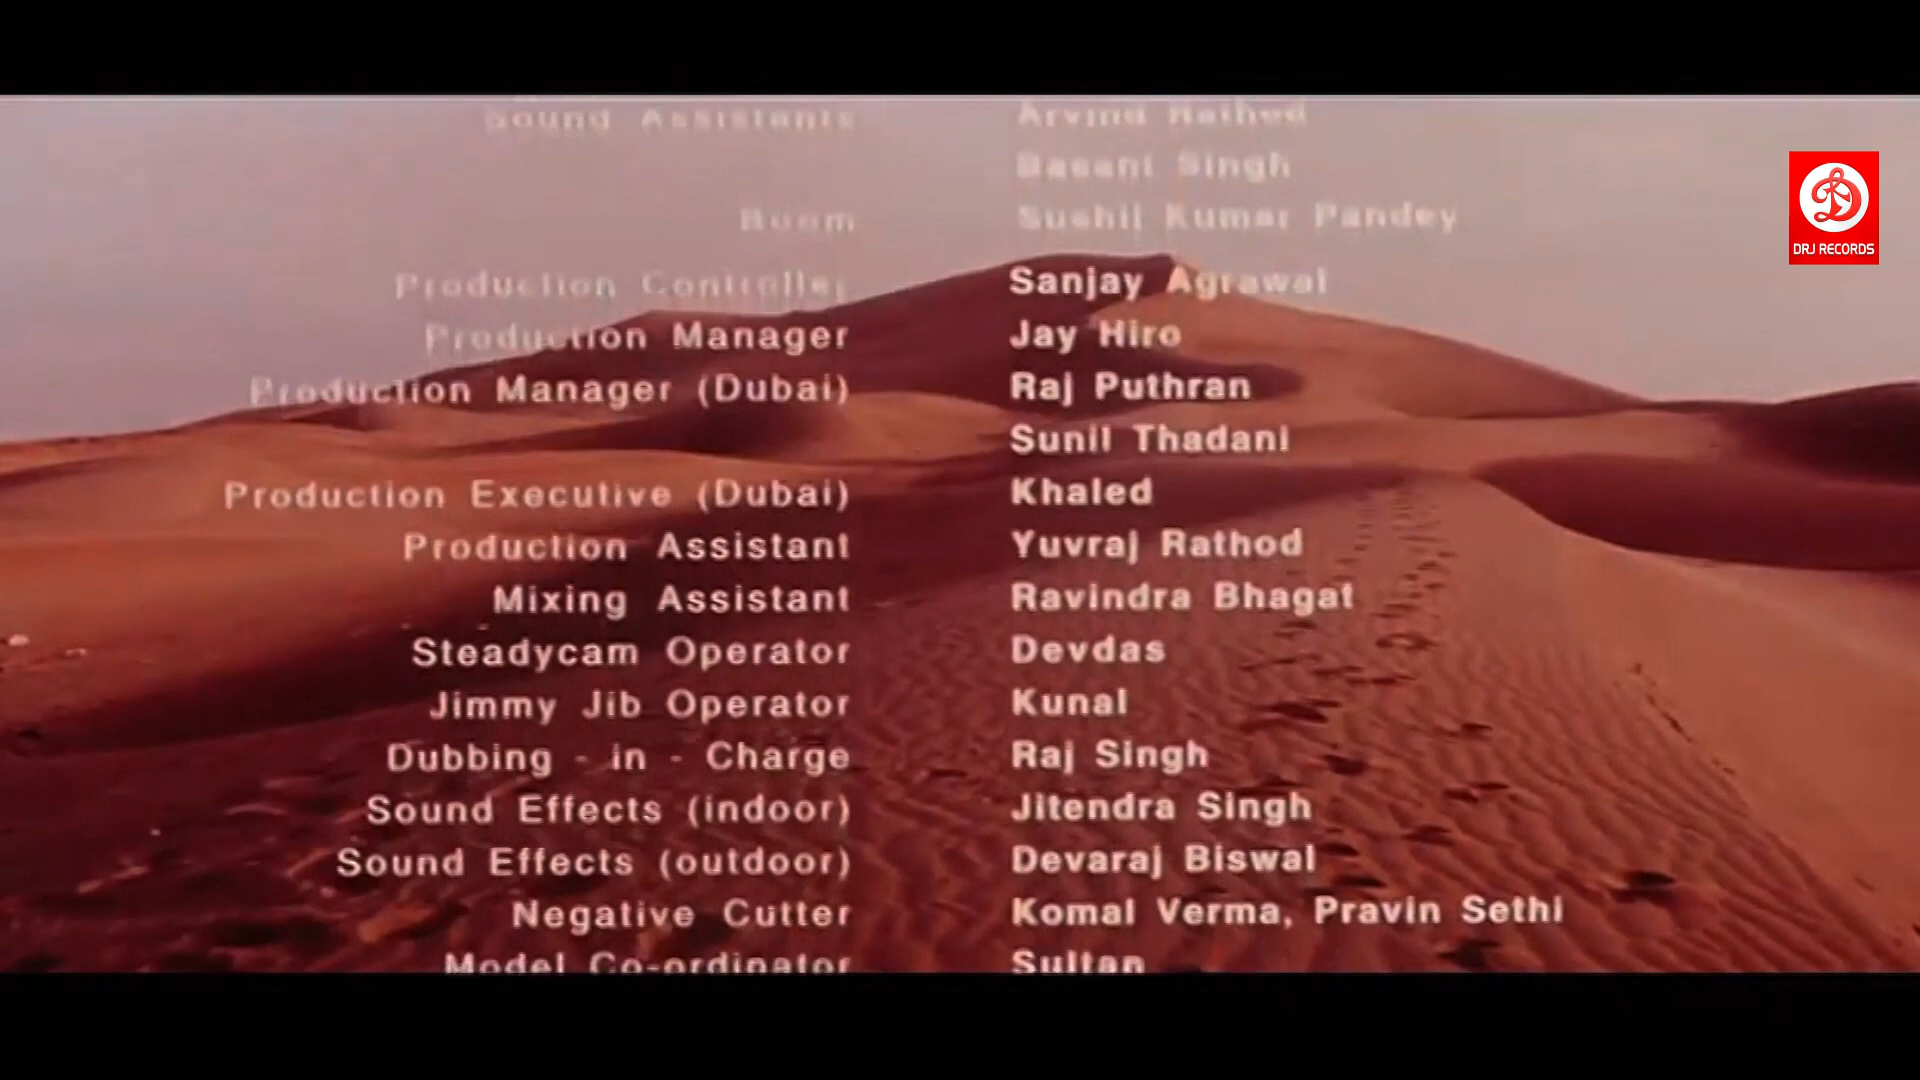 Sound Assistants Arvind Rathod
Basant Singh
Boom Sushil Kumar Pandey
Production Controller Sanjay Agrawal
Production Manager Jay Hiro
Production Manager (Dubai) Raj Puthran
Sunil Thadani
Production Executive (Dubai) Khaled
Production Assistant Yuvraj Rathod
Mixing Assistant Ravindra Bhagat
Steadycam Operator Devdas
Jimmy Jib Operator Kunal
Dubbing - in - Charge Raj Singh
Sound Effects (indoor) Jitendra Singh
Sound Effects (outdoor) Devaraj Biswal
Negative Cutter Komal Verma, Pravin Sethi
Model Co-ordinator Sultan
DRJ RECORDS